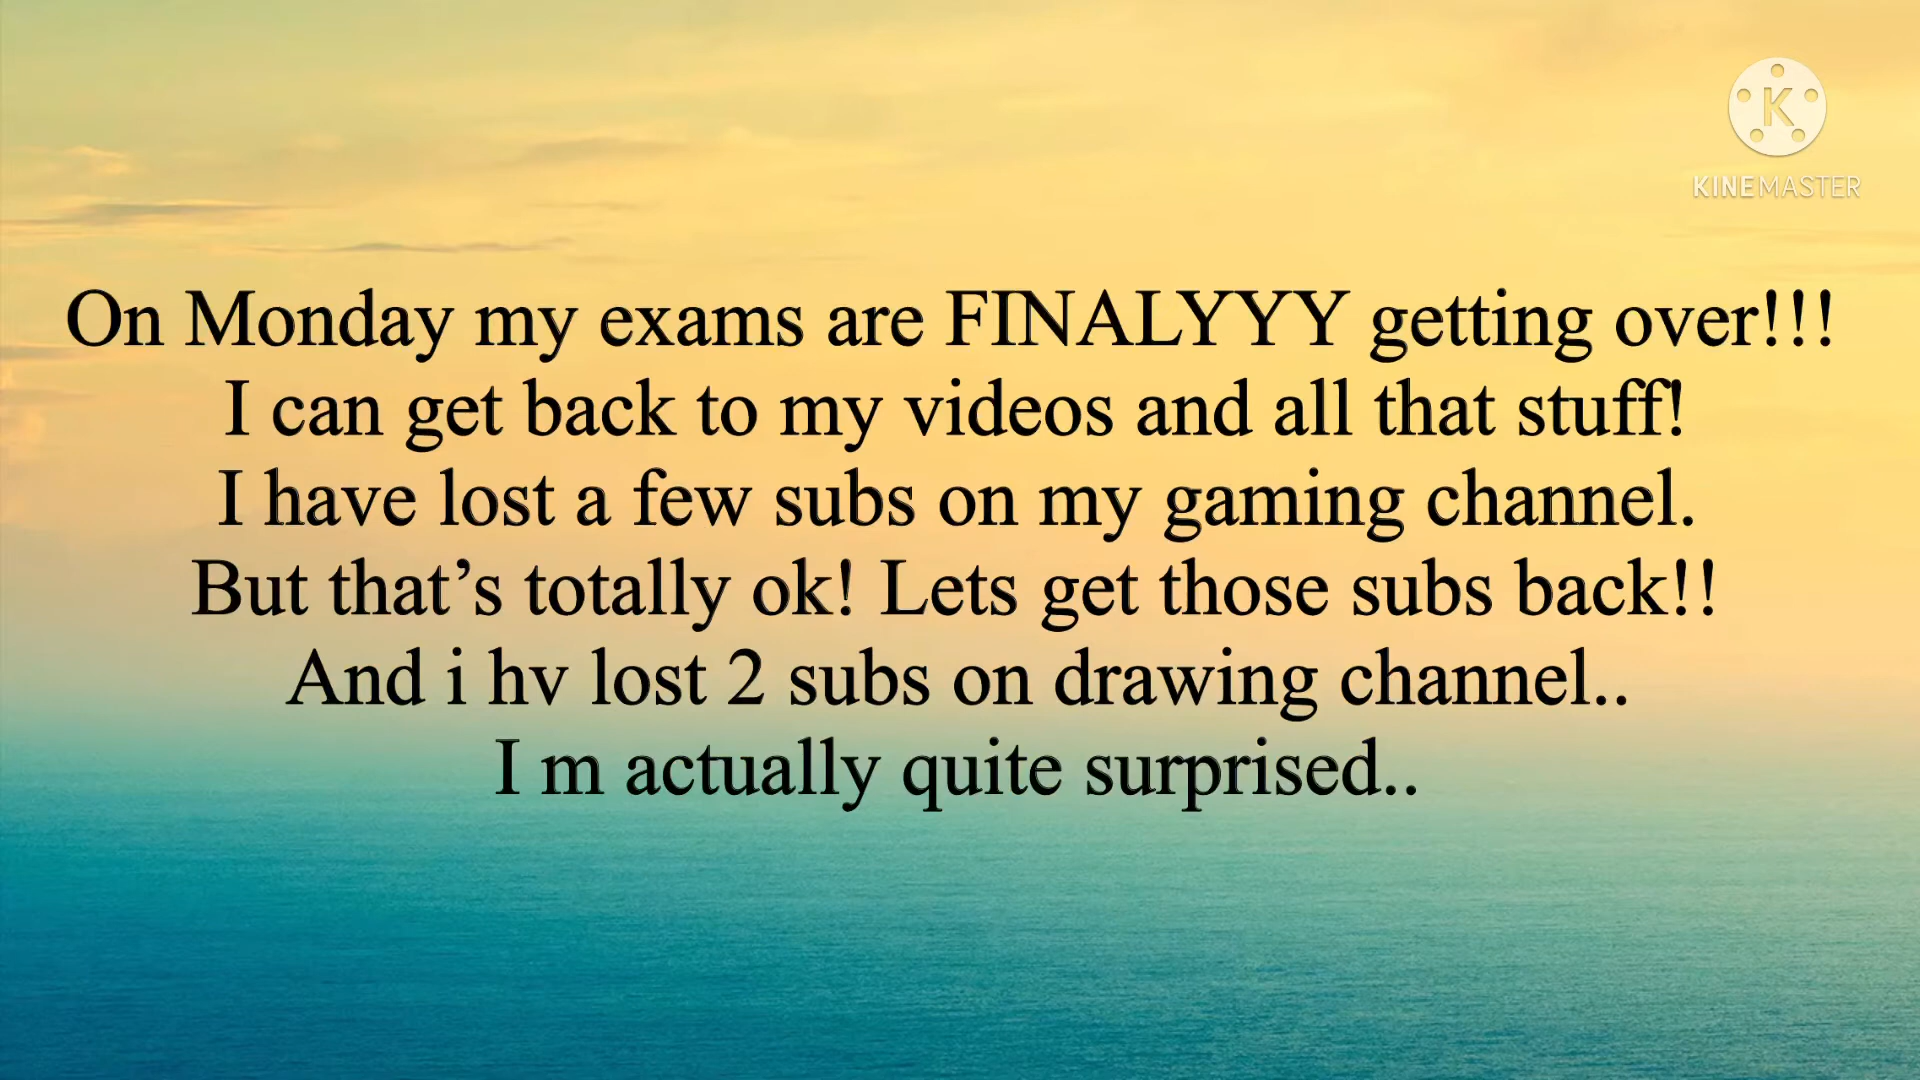 K
KINEMASTER
On Monday my exams are FINALYYY getting over!!!
I can get back to my videos and all that stuff!
I have lost a few subs on my gaming channel.
But that’s totally ok! Lets get those subs back!!
And i hv lost 2 subs on drawing channel..
I m actually quite surprised..